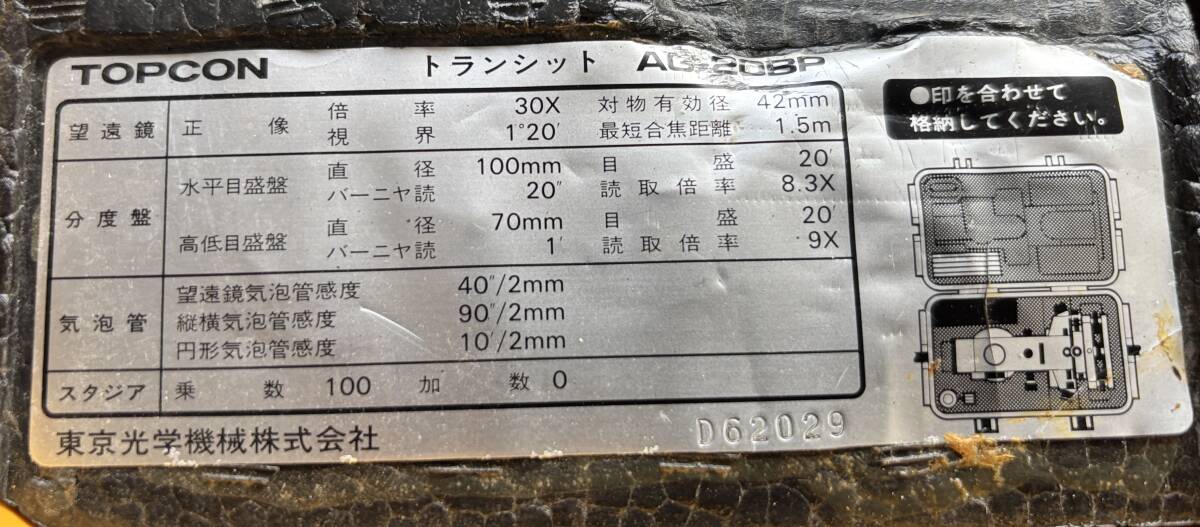 TOPCON トランシット AG-20BP
望遠鏡 正像 倍率 30X 対物有効径 42mm
視界 1°20′ 最短合焦距離 1.5m
分度盤 水平目盛盤 直径 100mm 目盛 20′
バーニヤ読 20″ 読取倍率 8.3X
高低目盛盤 直径 70mm 目盛 20′
バーニヤ読 1′ 読取倍率 9X
気泡管 望遠鏡気泡管感度 40″/2mm
縦横気泡管感度 90″/2mm
円形気泡管感度 10′/2mm
スタジア 乗数 100 加数 0
東京光学機械株式会社 D62029
●印を合わせて
格納してください。